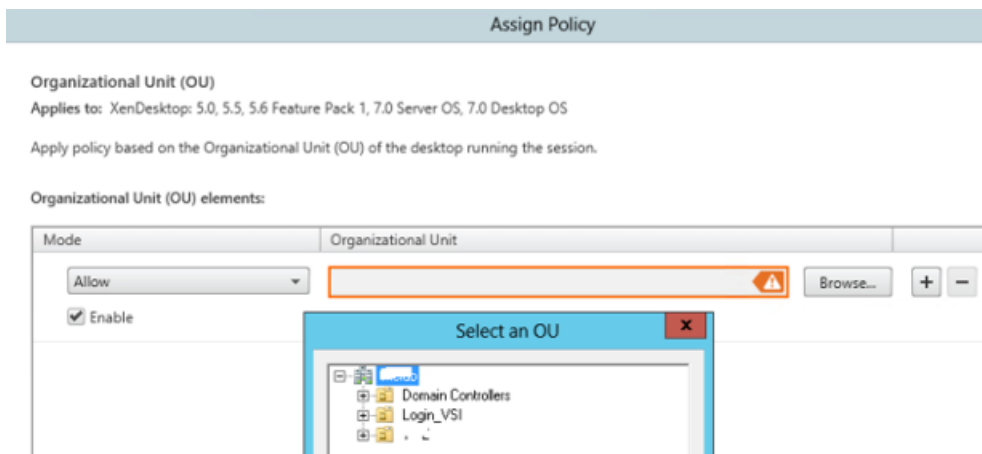 Assign Policy
Organizational Unit (OU)
Applies to: XenDesktop: 5.0, 5.5, 5.6 Feature Pack 1, 7.0 Server OS, 7.0 Desktop OS
Apply policy based on the Organizational Unit (OU) of the desktop running the session.
Organizational Unit (OU) elements:
Mode Organizational Unit
Allow Browse... + -
Enable
Select an OU x
Domain Controllers
Login_VSI